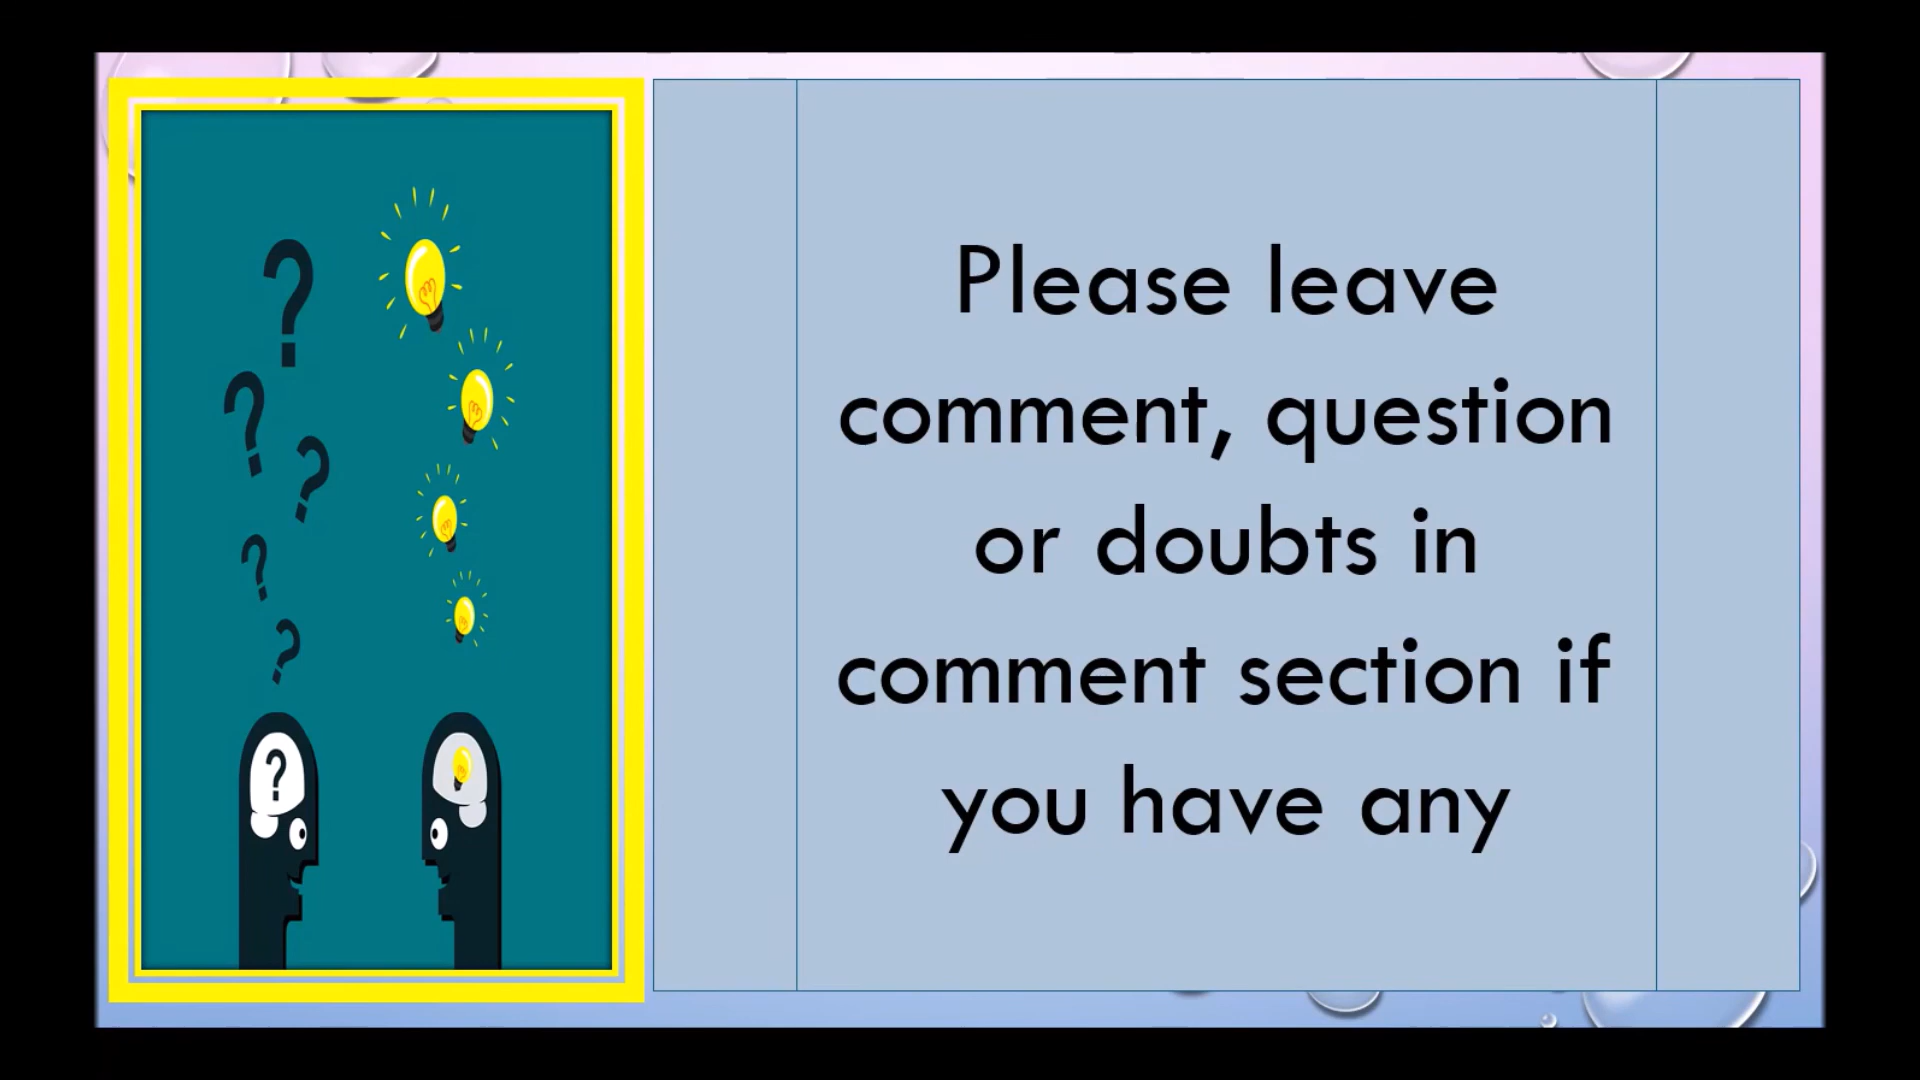 Please leave
comment, question
or doubts in
comment section if
you have any